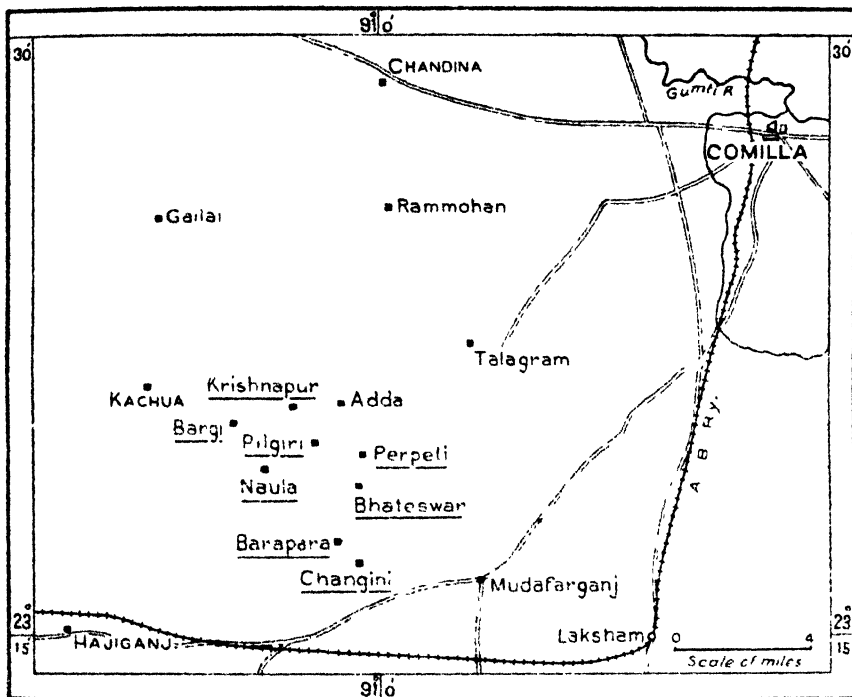 91°0′
30′ 30′
CHANDINA
Gumti R
COMILLA
Gailai Rammohan
Talagram
KACHUA Krishnapur Adda
Bargi Pilgiri Perpeti
Naula Bhateswar
A B Ry.
Barapara
Changini Mudafarganj
23° 23°
15 HAJIGANJ Laksham 0 4 15
Scale of miles
91°0′